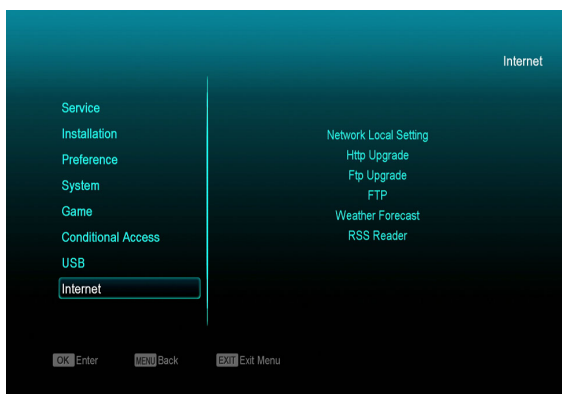 Internet
Service
Installation
Preference
System
Game
Conditional Access
USB
Internet
Network Local Setting
Http Upgrade
Ftp Upgrade
FTP
Weather Forecast
RSS Reader
OK Enter MENU Back EXIT Exit Menu